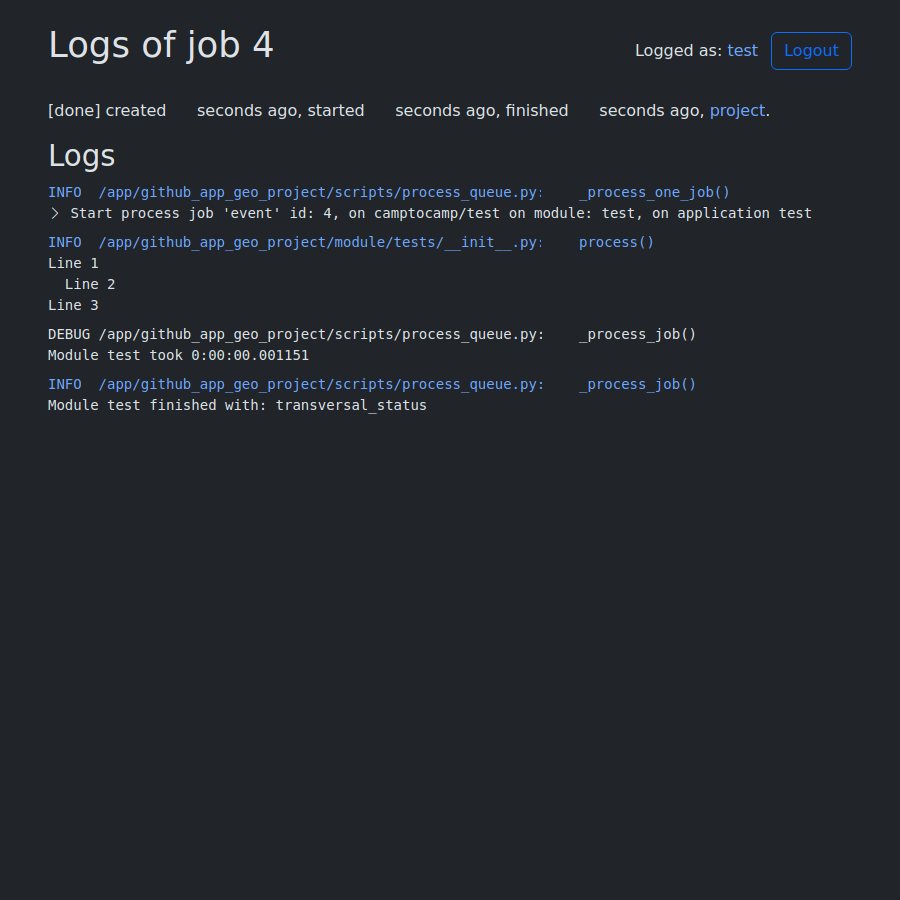 Logs of job 4
Logged as: test Logout
[done] created seconds ago, started seconds ago, finished seconds ago, project.
Logs
INFO /app/github_app_geo_project/scripts/process_queue.py: _process_one_job()
> Start process job 'event' id: 4, on camptocamp/test on module: test, on application test
INFO /app/github_app_geo_project/module/tests/__init__.py: process()
Line 1
Line 2
Line 3
DEBUG /app/github_app_geo_project/scripts/process_queue.py: _process_job()
Module test took 0:00:00.001151
INFO /app/github_app_geo_project/scripts/process_queue.py: _process_job()
Module test finished with: transversal_status